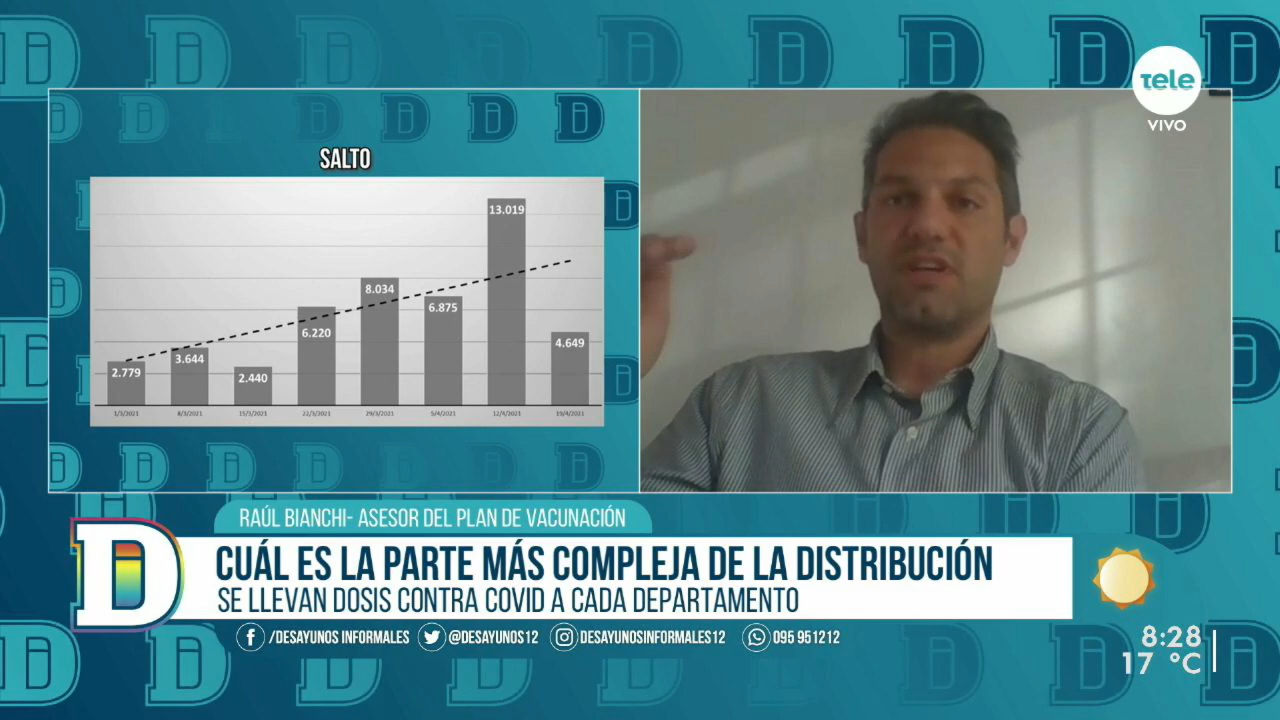 tele
VIVO
SALTO
13.019
8.034
6.875
6.220
4.649
3.644
2.779
2.440
1/3/2021
8/3/2021
15/3/2021
22/3/2021
29/3/2021
5/4/2021
12/4/2021
19/4/2021
RAÚL BIANCHI- ASESOR DEL PLAN DE VACUNACIÓN
D
CUÁL ES LA PARTE MÁS COMPLEJA DE LA DISTRIBUCIÓN
SE LLEVAN DOSIS CONTRA COVID A CADA DEPARTAMENTO
/DESAYUNOS INFORMALES @DESAYUNOS12 DESAYUNOSINFORMALES12 095 951212
8:28
17 °C